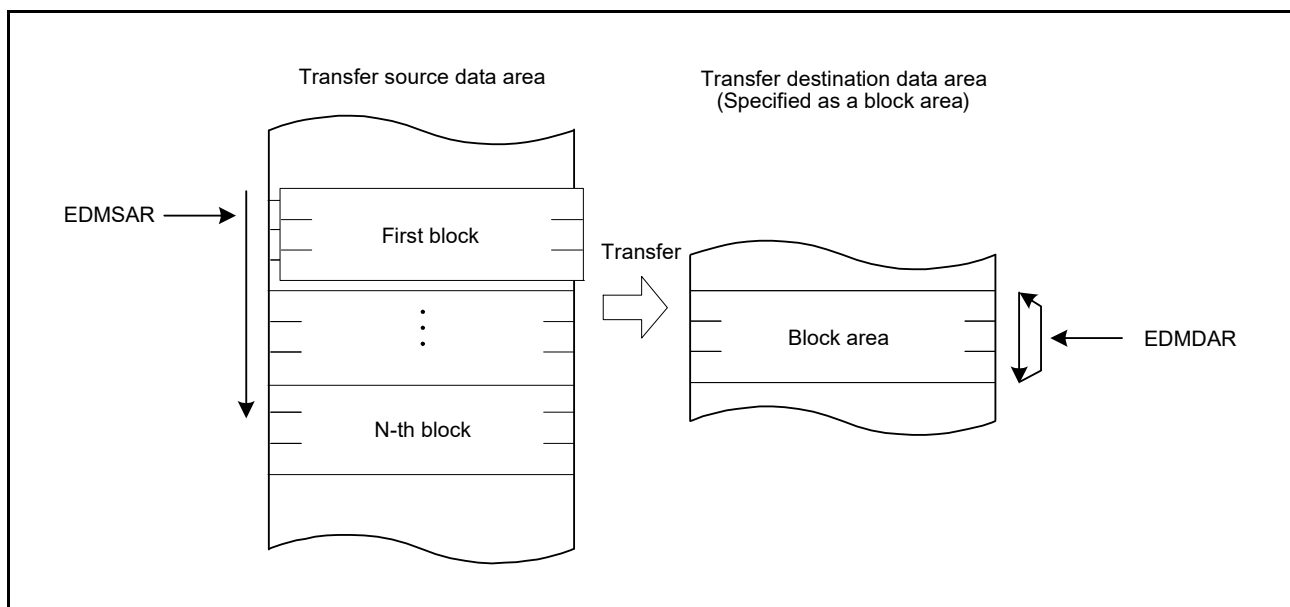 Transfer source data area
Transfer destination data area
(Specified as a block area)
EDMSAR
First block
Transfer
Block area
EDMDAR
N-th block